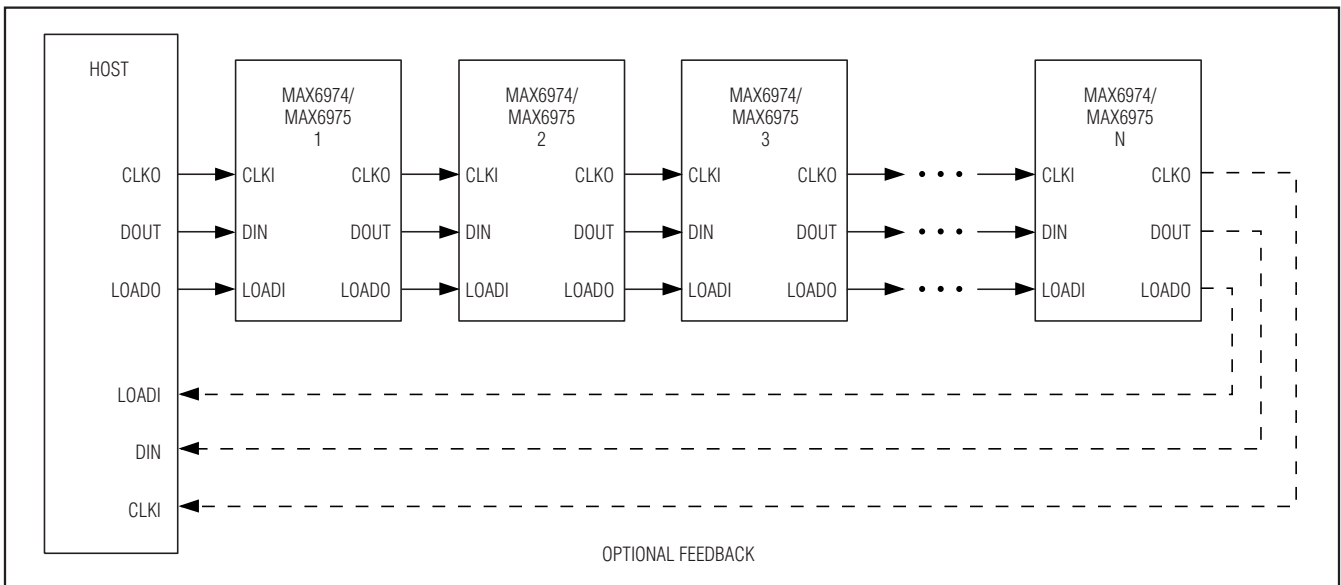 HOST
MAX6974/
MAX6975
1
MAX6974/
MAX6975
2
MAX6974/
MAX6975
3
MAX6974/
MAX6975
N
CLKO CLKI CLKO CLKI CLKO CLKI CLKO • • • CLKI CLKO
DOUT DIN DOUT DIN DOUT DIN DOUT • • • DIN DOUT
LOADO LOADI LOADO LOADI LOADO LOADI LOADO • • • LOADI LOADO
LOADI
DIN
CLKI
OPTIONAL FEEDBACK